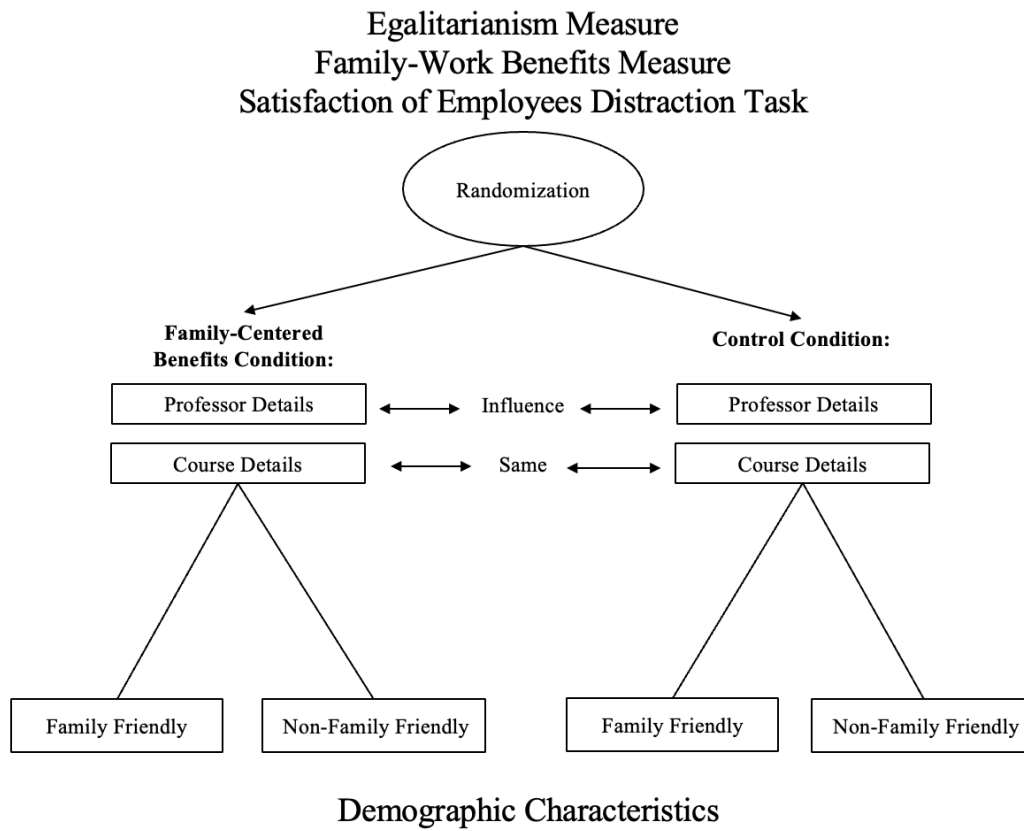 Egalitarianism Measure
Family-Work Benefits Measure
Satisfaction of Employees Distraction Task
Randomization
Family-Centered
Benefits Condition:
Control Condition:
Professor Details
Influence
Professor Details
Course Details
Same
Course Details
Family Friendly
Non-Family Friendly
Family Friendly
Non-Family Friendly
Demographic Characteristics